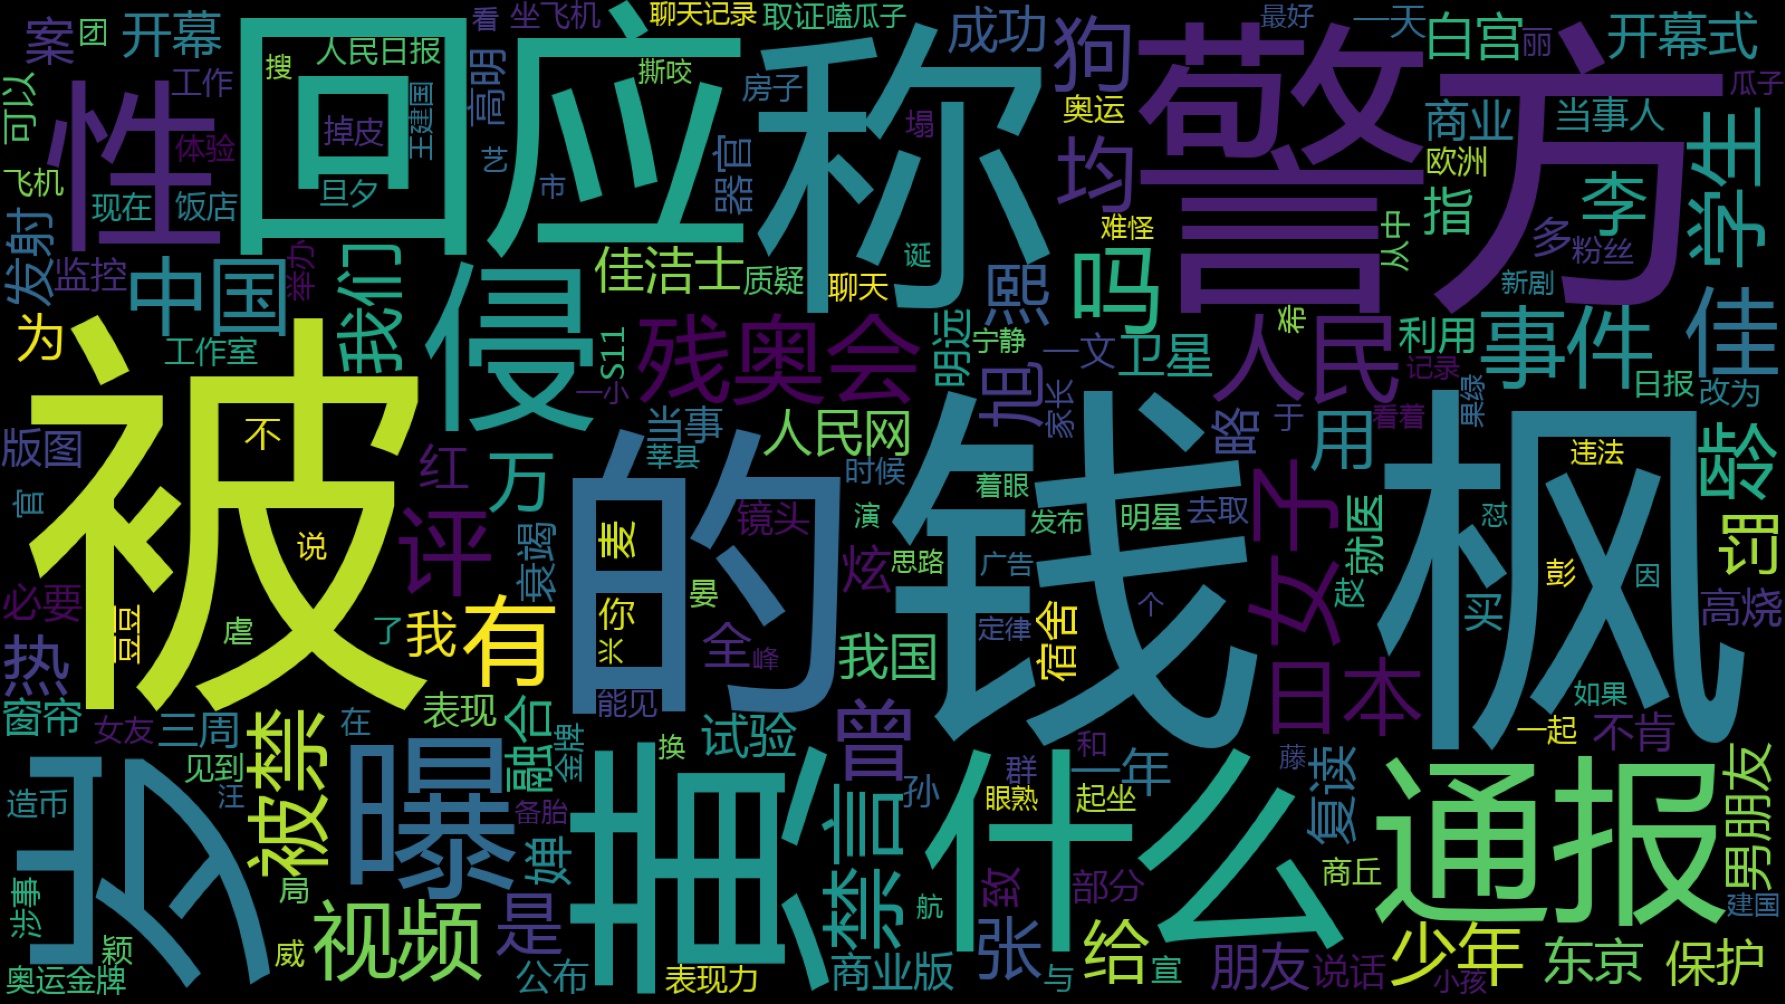 案
团
开幕
看
坐飞机
聊天记录
取证嗑瓜子
成功
狗
最好
一天
白宫
丽
开幕式
可以
性
工作
搜
人民日报
回应
高明
撕咬
房子
称
奥运
警方
商业
当事人
瓜子
学生
飞机
体验
掉皮
王建国
艺
市
器官
塌
均
欧洲
现在
饭店
旦夕
难怪
指
李
从中
多
粉丝
发射
监控
中国
举办
我们
侵
佳洁士
质疑
聊天
诞
熙
吗
新剧
佳
为
工作室
S11
残奥会
明远
宁静
一文
卫星
希
人民
利用
事件
记录
日报
改为
被
不
一小
旭
家长
当事
人民网
略
于
看着
果绿
用
版图
红
万
莘县
时候
着眼
违法
龄
官
说
评
衰竭
的
麦
镜头
演
发布
明星
去取
女子
就医
怼
罚
炫
思路
广告
钱枫
必要
昱
虐
了
我
有
你
晏
赵
彭
因
高烧
热
米
全
峰
我国
定律
宿舍
个
买
窗帘
女友
三周
在
表现
能见
融合
试验
曾
日本
如果
一起
不肯
见到
被禁
金牌
换
和
一年
藤
造币
汪
曝
备胎
孙
群
眼熟
起坐
复读
通报
男朋友
岁
婢
苗
禁言
什么
涉事
局
航
致
部分
商丘
建国
颖
威
视频
是
张
给
朋友
说话
少年
东京
保护
奥运金牌
公布
表现力
商业版
与
宣
小孩